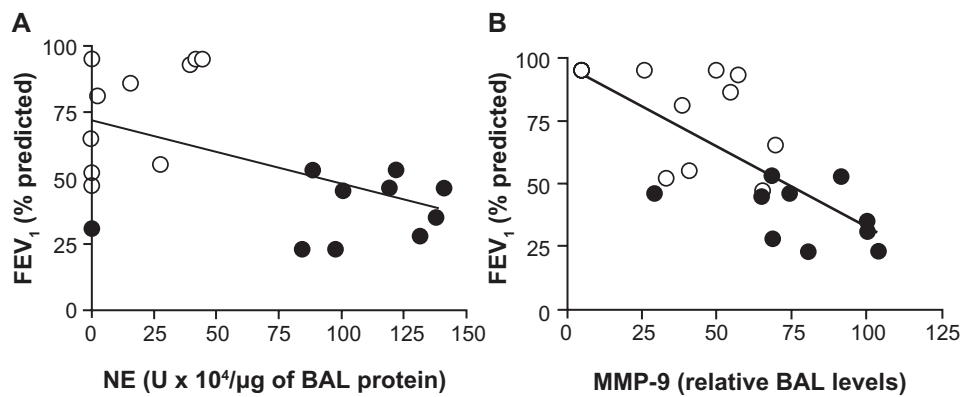 A
FEV₁ (% predicted)
100
75
50
25
0
0 25 50 75 100 125 150
NE (U x 10⁴/µg of BAL protein)
B
FEV₁ (% predicted)
100
75
50
25
0
0 25 50 75 100 125
MMP-9 (relative BAL levels)